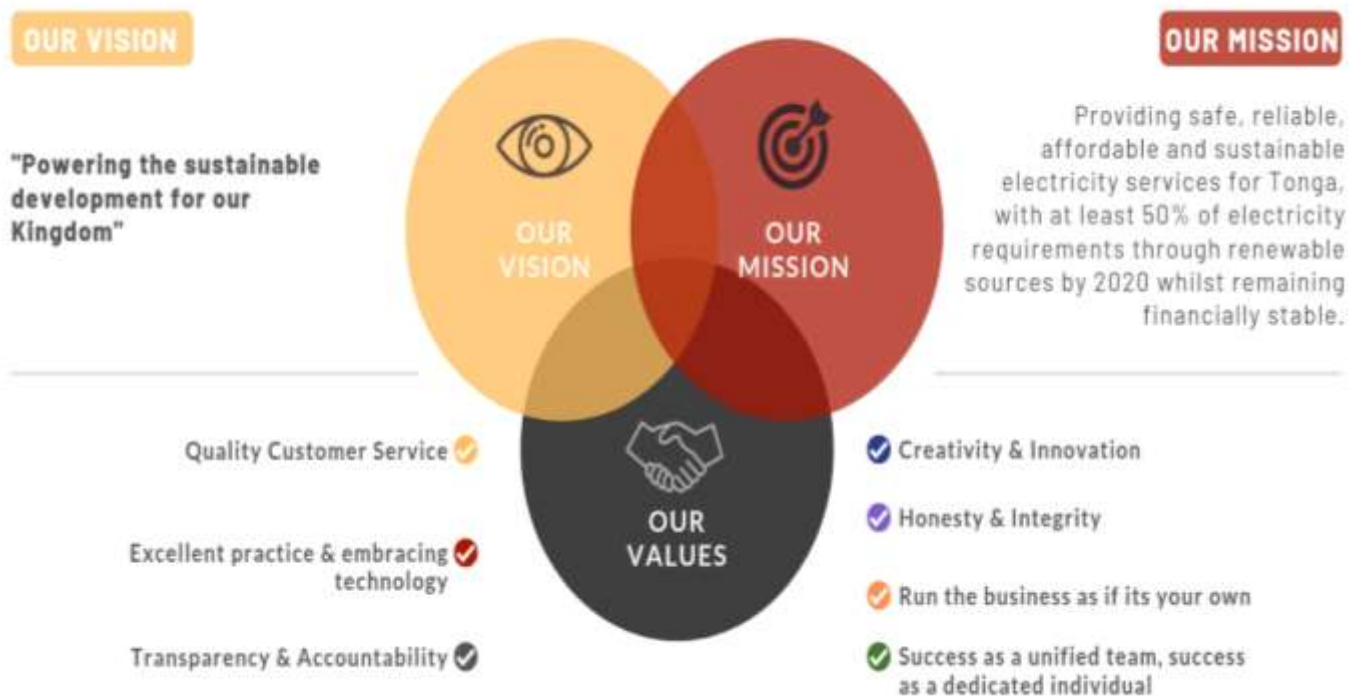 OUR VISION
"Powering the sustainable
development for our
Kingdom"
OUR MISSION
Providing safe, reliable,
affordable and sustainable
electricity services for Tonga,
with at least 50% of electricity
requirements through renewable
sources by 2020 whilst remaining
financially stable.
OUR
VISION
OUR
MISSION
OUR
VALUES
Quality Customer Service
Excellent practice & embracing
technology
Transparency & Accountability
Creativity & Innovation
Honesty & Integrity
Run the business as if its your own
Success as a unified team, success
as a dedicated individual